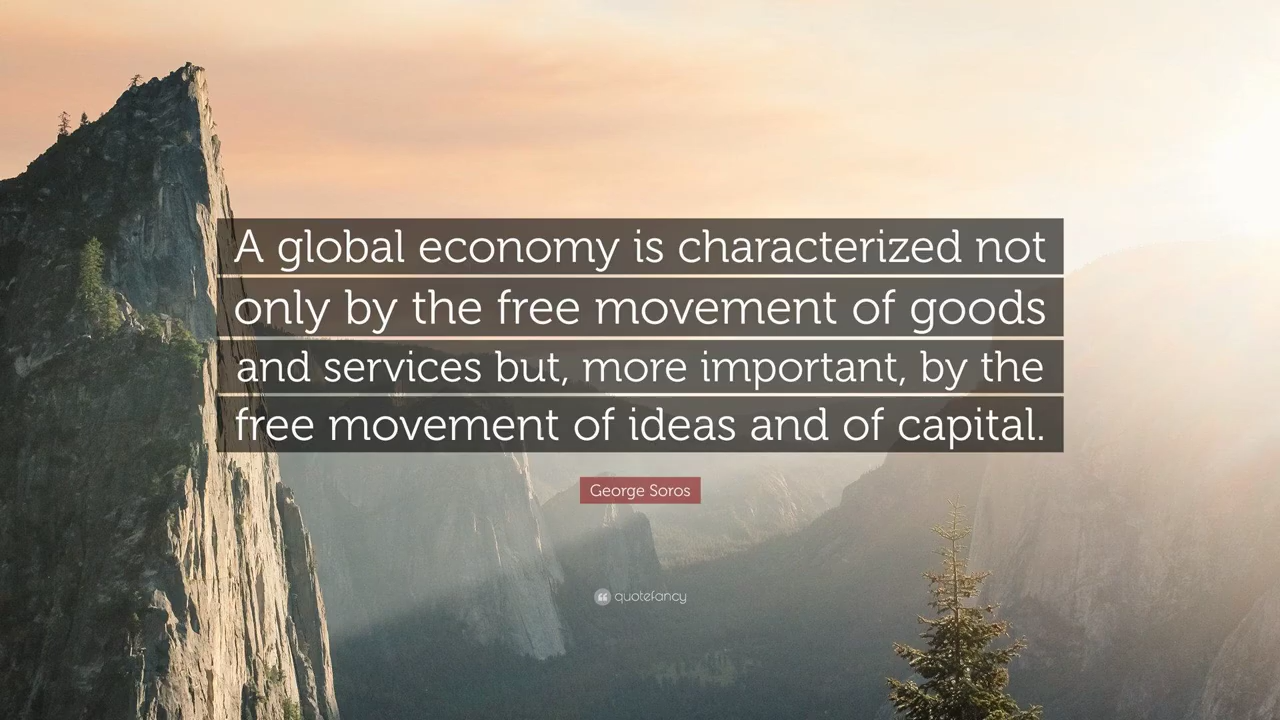 A global economy is characterized not
only by the free movement of goods
and services but, more important, by the
free movement of ideas and of capital.
George Soros
quotefancy